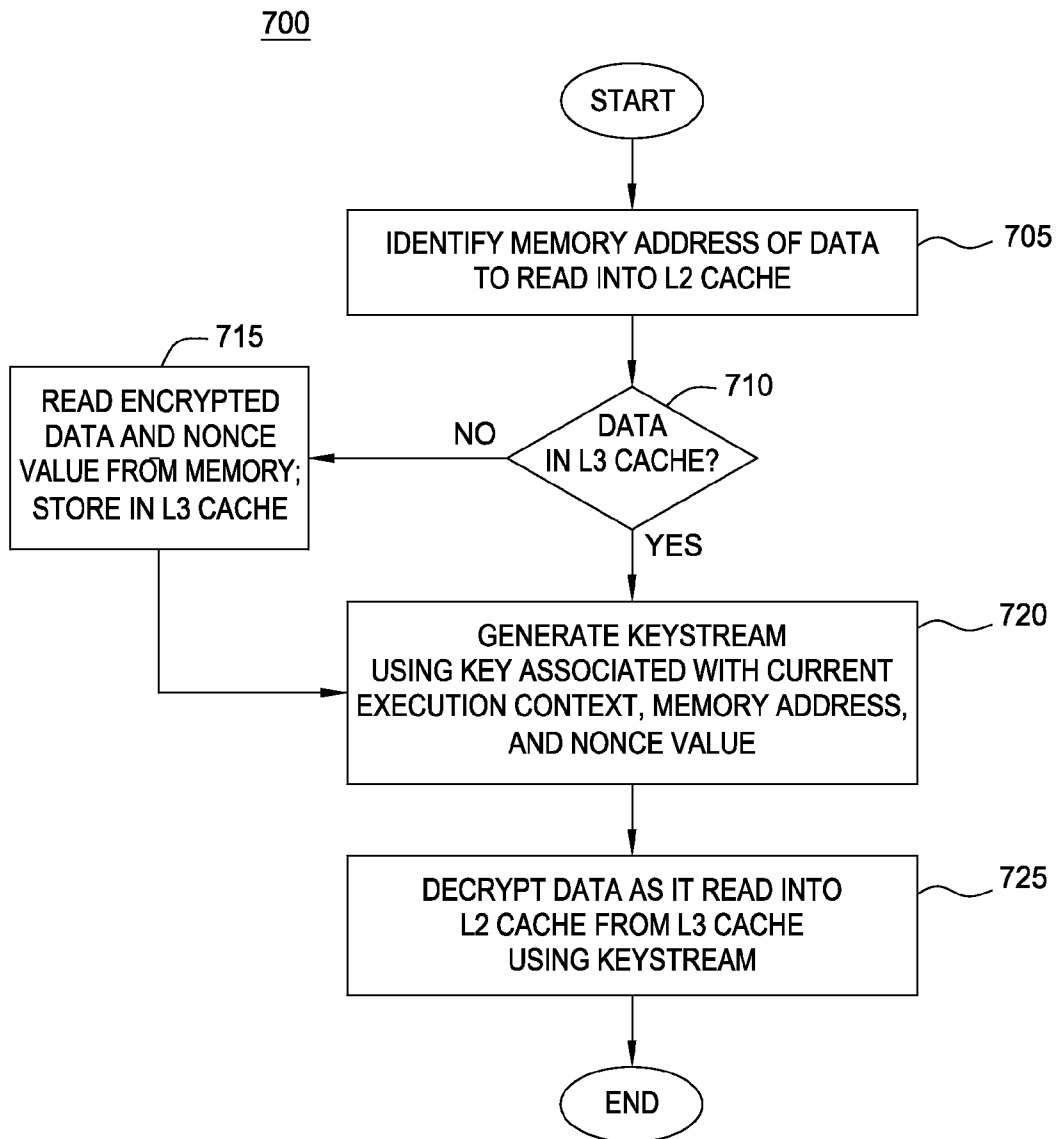 700
START
IDENTIFY MEMORY ADDRESS OF DATA
TO READ INTO L2 CACHE
705
715
READ ENCRYPTED
DATA AND NONCE
VALUE FROM MEMORY;
STORE IN L3 CACHE
NO
710
DATA
IN L3 CACHE?
YES
GENERATE KEYSTREAM
USING KEY ASSOCIATED WITH CURRENT
EXECUTION CONTEXT, MEMORY ADDRESS,
AND NONCE VALUE
720
DECRYPT DATA AS IT READ INTO
L2 CACHE FROM L3 CACHE
USING KEYSTREAM
725
END